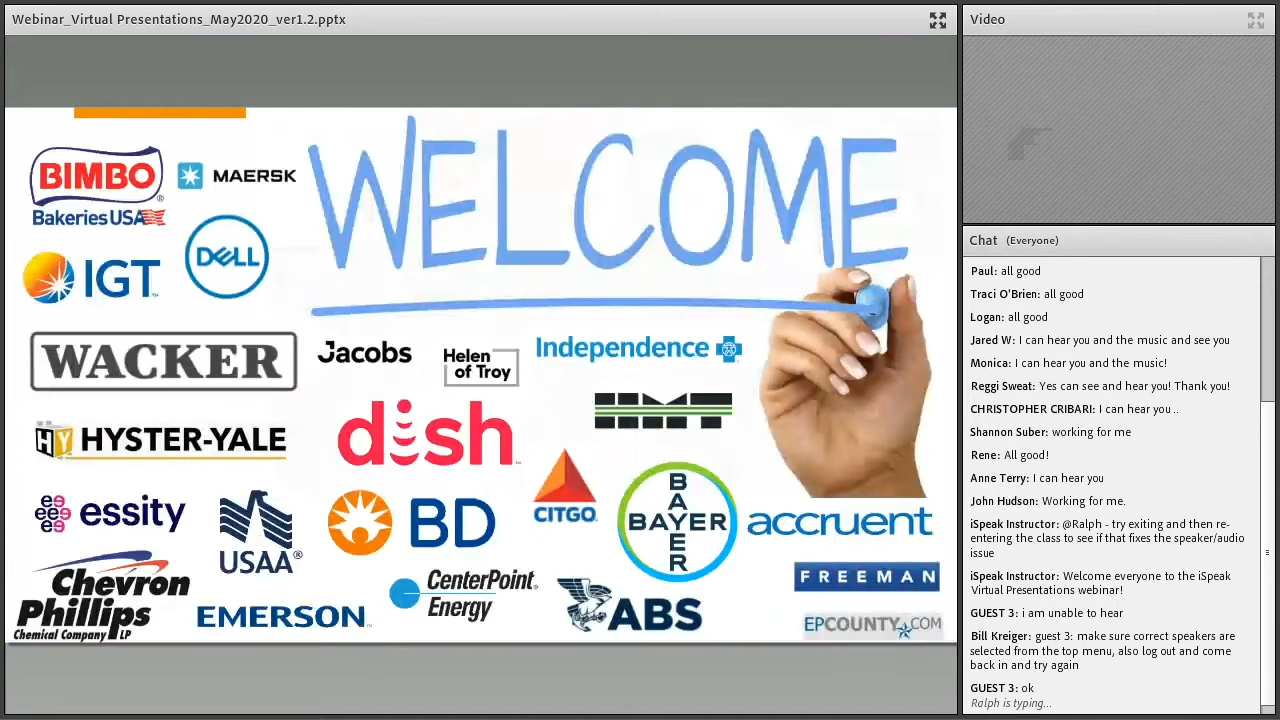 Webinar_Virtual Presentations_May2020_ver1.2.pptx
WELCOME
BIMBO®
Bakeries USA
MAERSK
IGT™
DELL
WACKER
Jacobs
Helen
of Troy
Independence
HMT
HY HYSTER-YALE
dish™
CITGO
BAYER
BAYER
accruent
essity
USAA®
BD
Chevron
Phillips
Chemical Company LP
EMERSON™
CenterPoint®
Energy
ABS
FREEMAN
EPCOUNTY.COM
Video
Chat (Everyone)
Paul: all good
Traci O'Brien: all good
Logan: all good
Jared W: I can hear you and the music and see you
Monica: I can hear you and the music!
Reggi Sweat: Yes can see and hear you! Thank you!
CHRISTOPHER CRIBARI: I can hear you ..
Shannon Suber: working for me
Rene: All good!
Anne Terry: I can hear you
John Hudson: Working for me.
iSpeak Instructor: @Ralph - try exiting and then re-
entering the class to see if that fixes the speaker/audio
issue
iSpeak Instructor: Welcome everyone to the iSpeak
Virtual Presentations webinar!
GUEST 3: i am unable to hear
Bill Kreiger: guest 3: make sure correct speakers are
selected from the top menu, also log out and come
back in and try again
GUEST 3: ok
Ralph is typing...